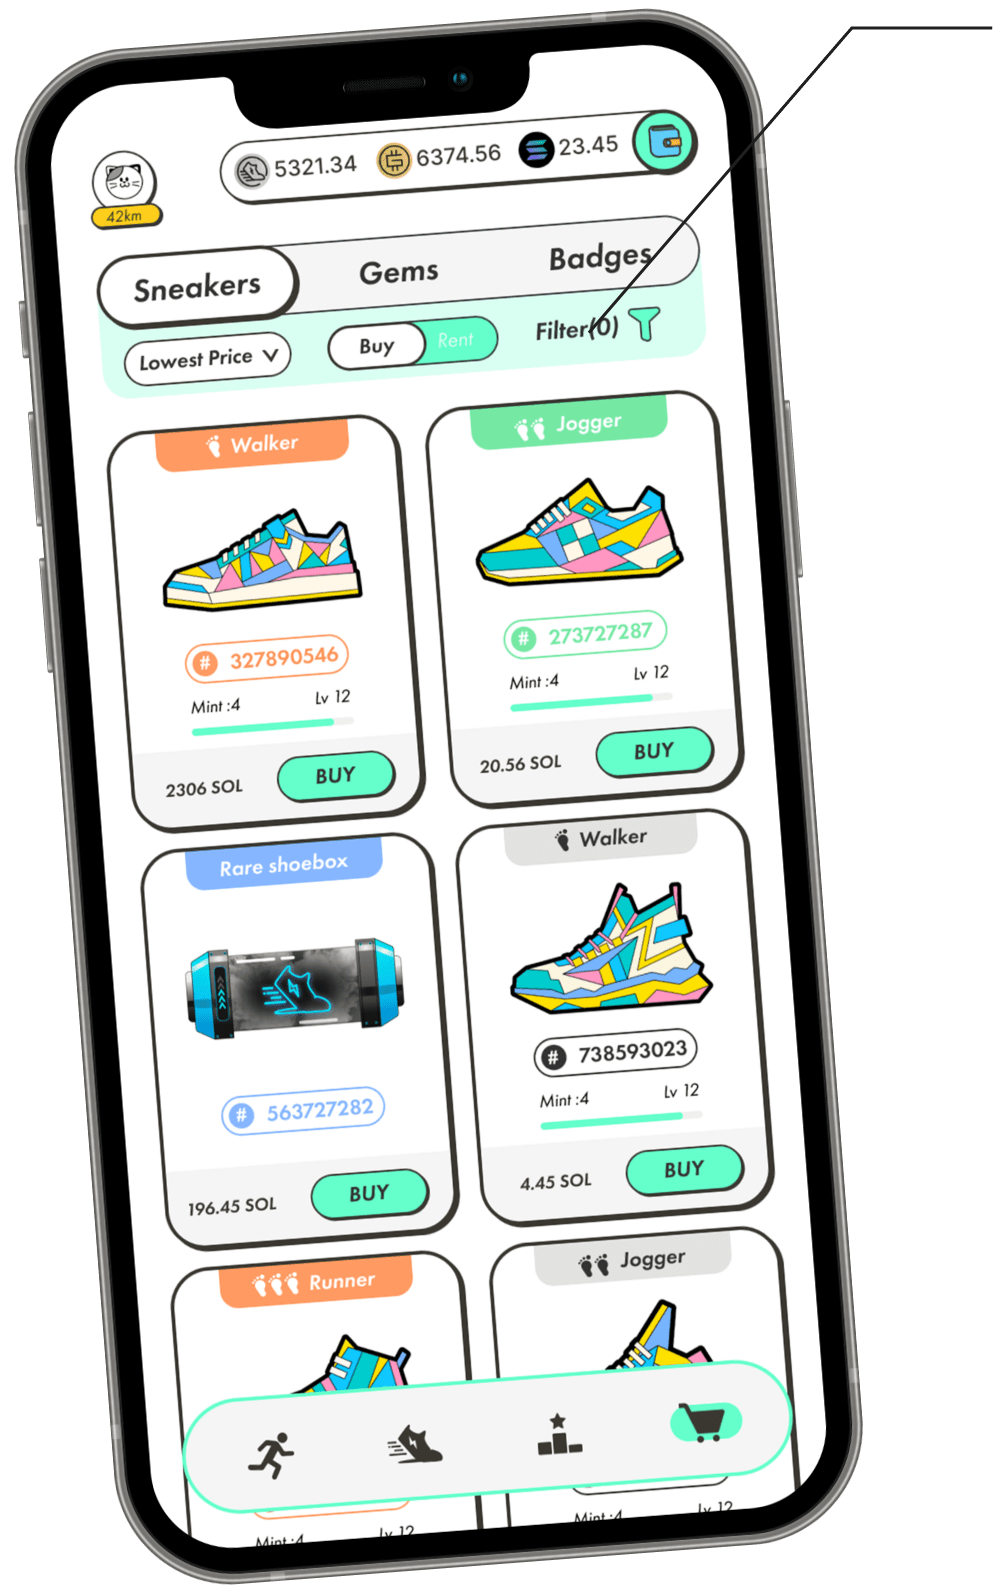 5321.34 6374.56 23.45
42km
Sneakers Gems Badges
Lowest Price Buy Rent Filter(0)
Walker
# 327890546
Mint :4 Lv 12
2306 SOL BUY
Jogger
# 273727287
Mint :4 Lv 12
20.56 SOL BUY
Rare shoebox
# 563727282
196.45 SOL BUY
Walker
# 738593023
Mint :4 Lv 12
4.45 SOL BUY
Runner
Mint :4 Lv 12
Jogger
Mint :4 Lv 12